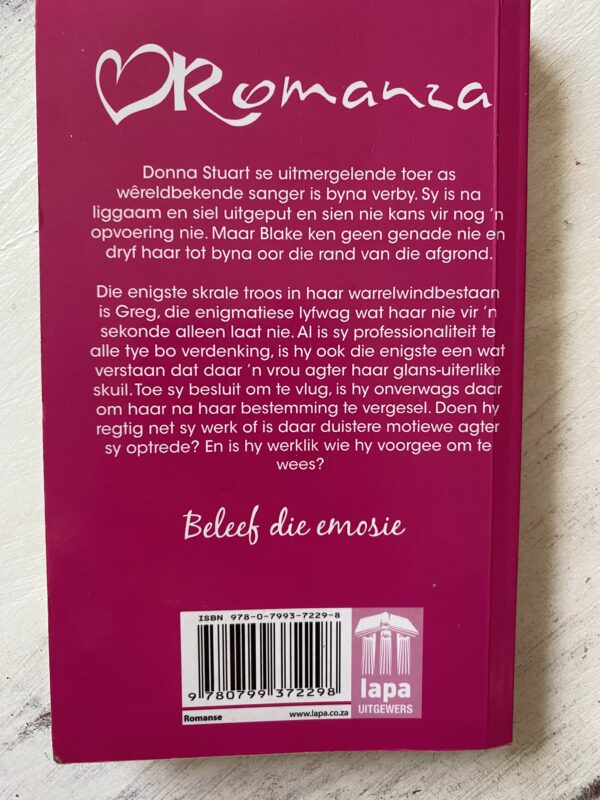 Romanza
Donna Stuart se uitmergelende toer as
wêreldbekende sanger is byna verby. Sy is na
liggaam en siel uitgeput en sien nie kans vir nog 'n
opvoering nie. Maar Blake ken geen genade nie en
dryf haar tot byna oor die rand van die afgrond.
Die enigste skrale troos in haar warrelwindbestaan
is Greg, die enigmatiese lyfwag wat haar nie vir 'n
sekonde alleen laat nie. Al is sy professionaliteit te
alle tye bo verdenking, is hy ook die enigste een wat
verstaan dat daar 'n vrou agter haar glans-uiterlike
skuil. Toe sy besluit om te vlug, is hy onverwags daar
om haar na haar bestemming te vergesel. Doen hy
regtig net sy werk of is daar duistere motiewe agter
sy optrede? En is hy werklik wie hy voorgee om te
wees?
Beleef die emosie
ISBN 978-0-7993-7229-8
9 780799 372298
Romanse www.lapa.co.za
lapa
UITGEWERS